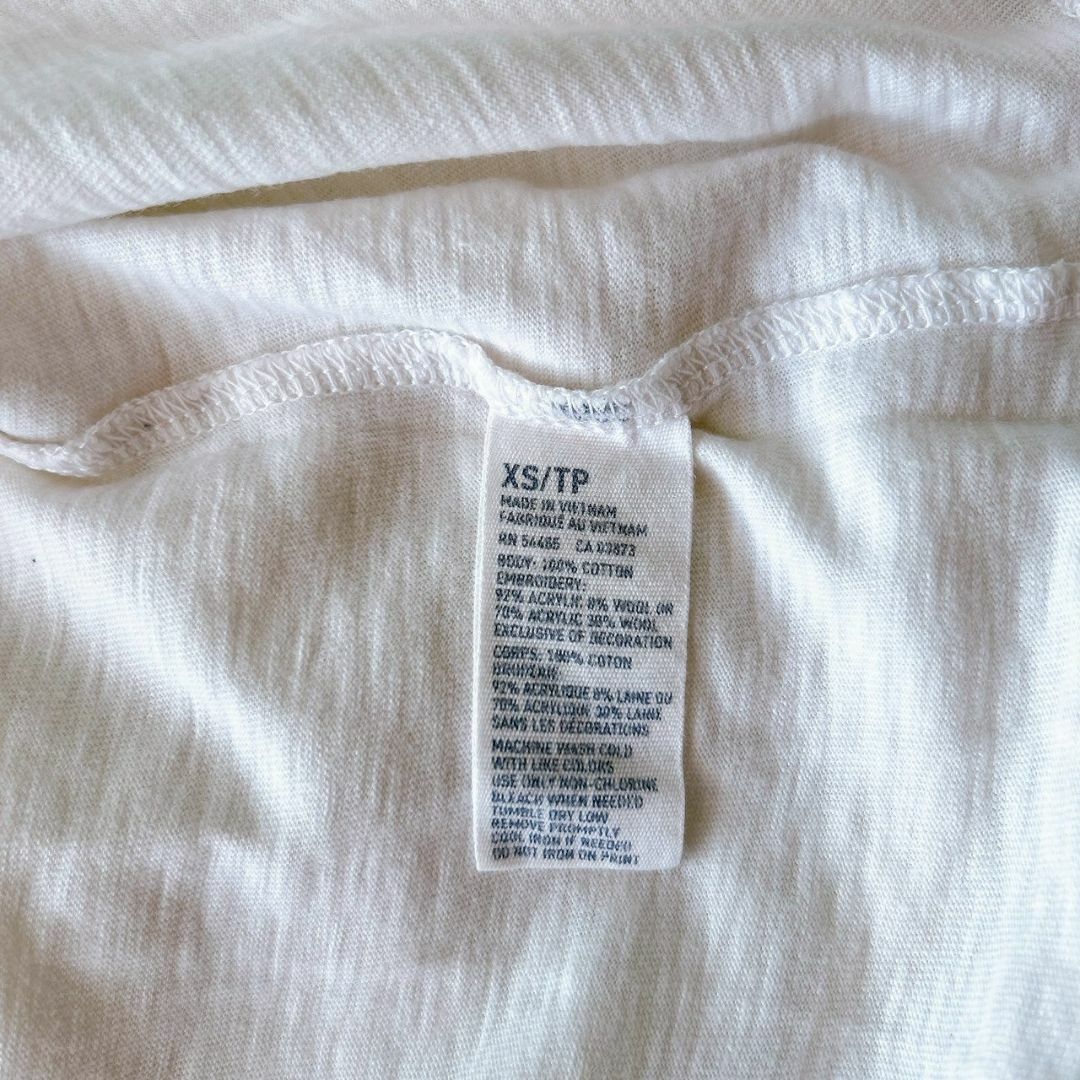 XS/TP
MADE IN VIETNAM
FABRIQUÉ AU VIETNAM
RN 54485 CA 03873
BODY: 100% COTTON
EMBROIDERY:
92% ACRYLIC 8% WOOL OR
70% ACRYLIC 30% WOOL
EXCLUSIVE OF DECORATION
CORPS: 100% COTON
BRODERIE:
92% ACRYLIQUE 8% LAINE OU
70% ACRYLIQUE 30% LAINE
SANS LES DÉCORATIONS
MACHINE WASH COLD
WITH LIKE COLORS
USE ONLY NON-CHLORINE
BLEACH WHEN NEEDED
TUMBLE DRY LOW
REMOVE PROMPTLY
COOL IRON IF NEEDED
DO NOT IRON ON PRINT